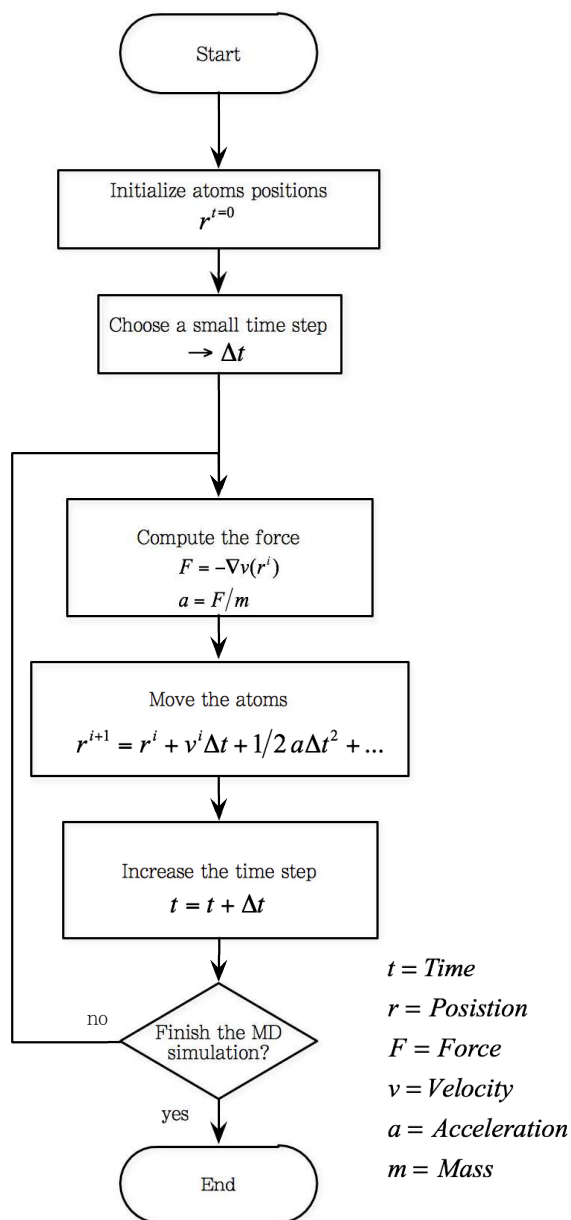 Start
Initialize atoms positions
r^{t=0}
Choose a small time step
→ Δt
Compute the force
F = −∇v(r^i)
a = F/m
Move the atoms
r^{i+1} = r^i + v^i Δt + 1/2 aΔt^2 + ...
Increase the time step
t = t + Δt
Finish the MD
simulation?
no
yes
End
t = Time
r = Posistion
F = Force
v = Velocity
a = Acceleration
m = Mass